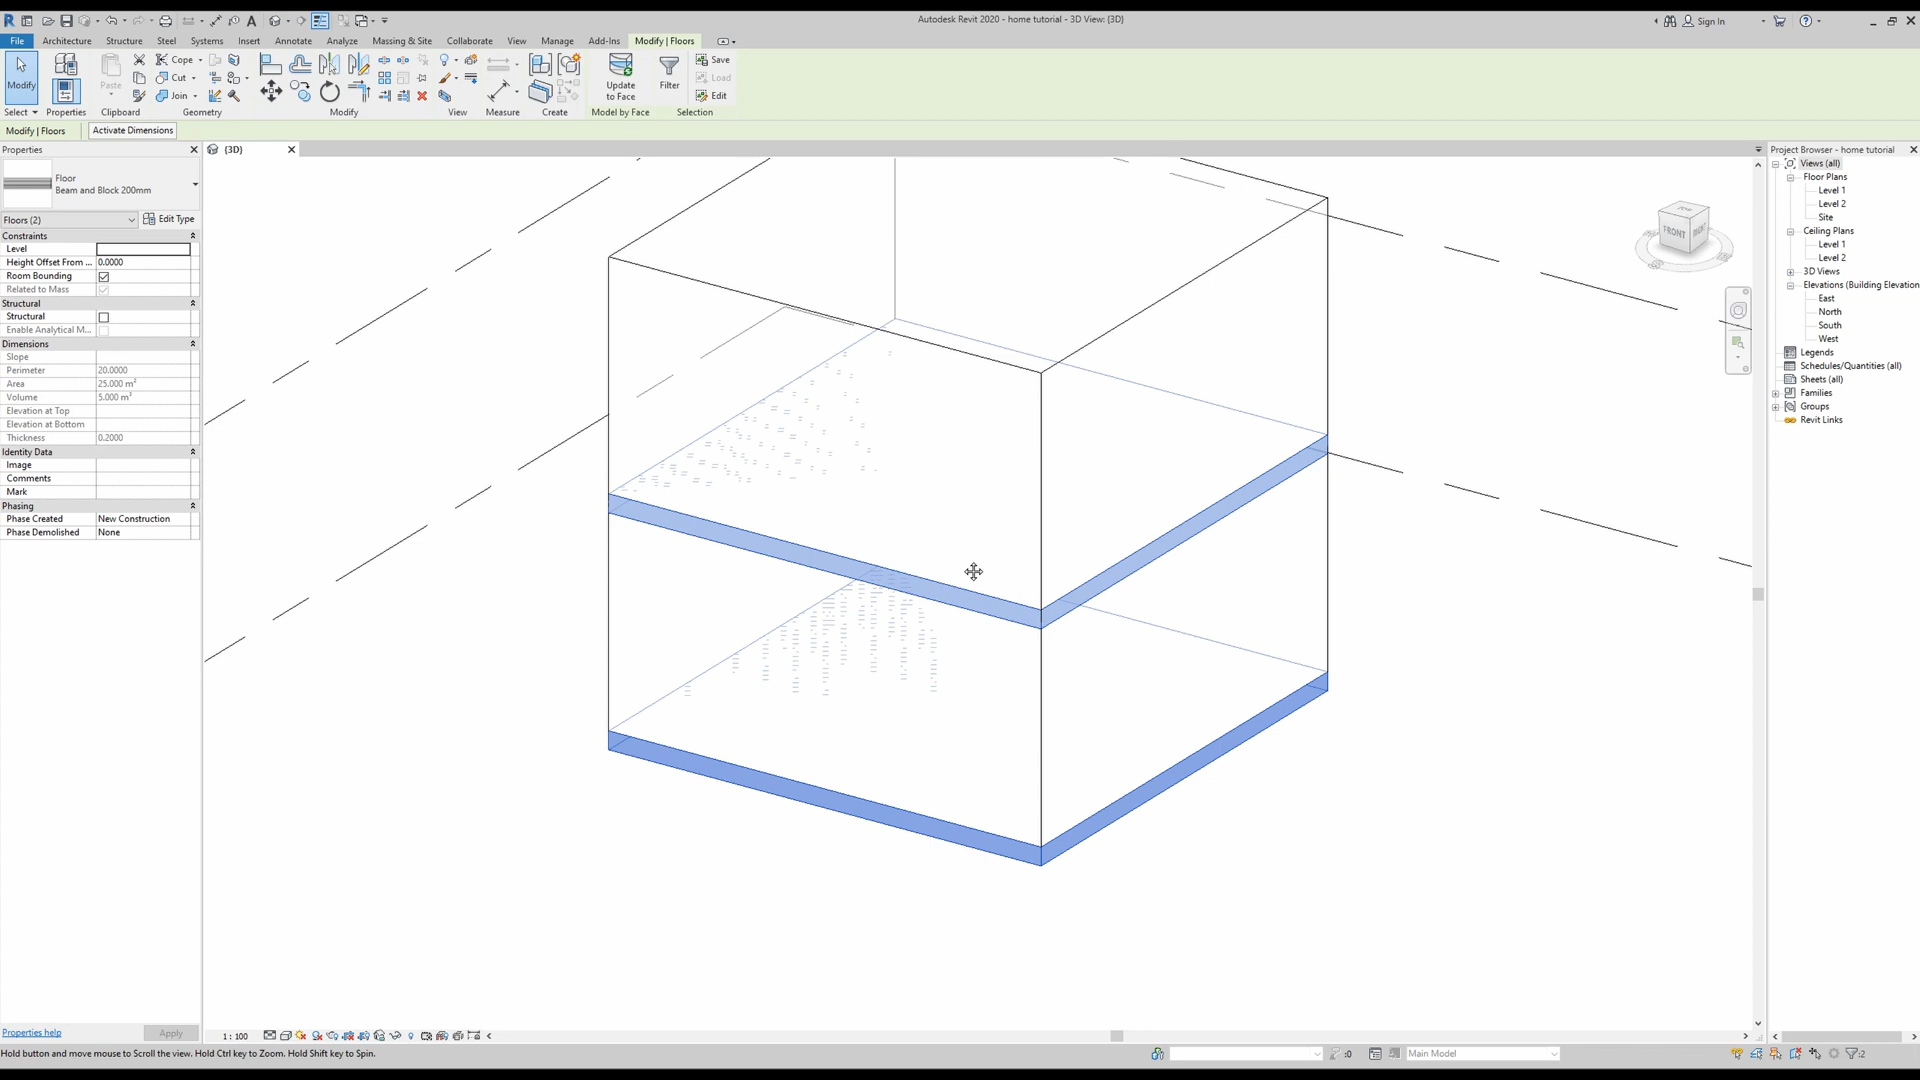 Autodesk Revit 2020 - home tutorial - 3D View: {3D}
Sign In
File
Architecture
Structure
Steel
Systems
Insert
Annotate
Analyze
Massing & Site
Collaborate
View
Manage
Add-Ins
Modify | Floors
Modify
Paste
Cope
Cut
Join
Update
to Face
Filter
Save
Load
Edit
Select
Properties
Clipboard
Geometry
Modify
View
Measure
Create
Model by Face
Selection
Modify | Floors
Activate Dimensions
Properties
Floor
Beam and Block 200mm
Floors (2)
Edit Type
Constraints
Level
Height Offset From ... 0.0000
Room Bounding
Related to Mass
Structural
Structural
Enable Analytical M...
Dimensions
Slope
Perimeter 20.0000
Area 25.000 m²
Volume 5.000 m³
Elevation at Top
Elevation at Bottom
Thickness 0.2000
Identity Data
Image
Comments
Mark
Phasing
Phase Created New Construction
Phase Demolished None
Properties help
Apply
{3D}
TOP
FRONT
RIGHT
Project Browser - home tutorial
Views (all)
Floor Plans
Level 1
Level 2
Site
Ceiling Plans
Level 1
Level 2
3D Views
Elevations (Building Elevation
East
North
South
West
Legends
Schedules/Quantities (all)
Sheets (all)
Families
Groups
Revit Links
1 : 100
Hold button and move mouse to Scroll the view. Hold Ctrl key to Zoom. Hold Shift key to Spin.
:0
Main Model
:2